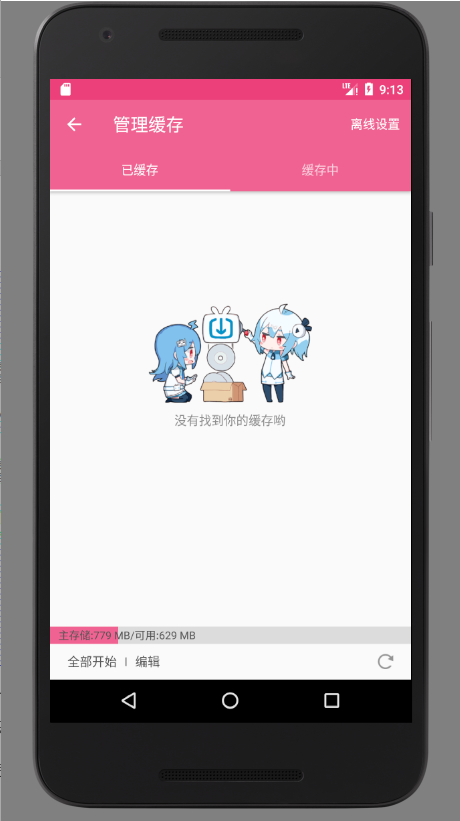 LTE 9:13
管理缓存 离线设置
已缓存 缓存中
没有找到你的缓存哟
主存储:779 MB/可用:629 MB
全部开始 | 编辑